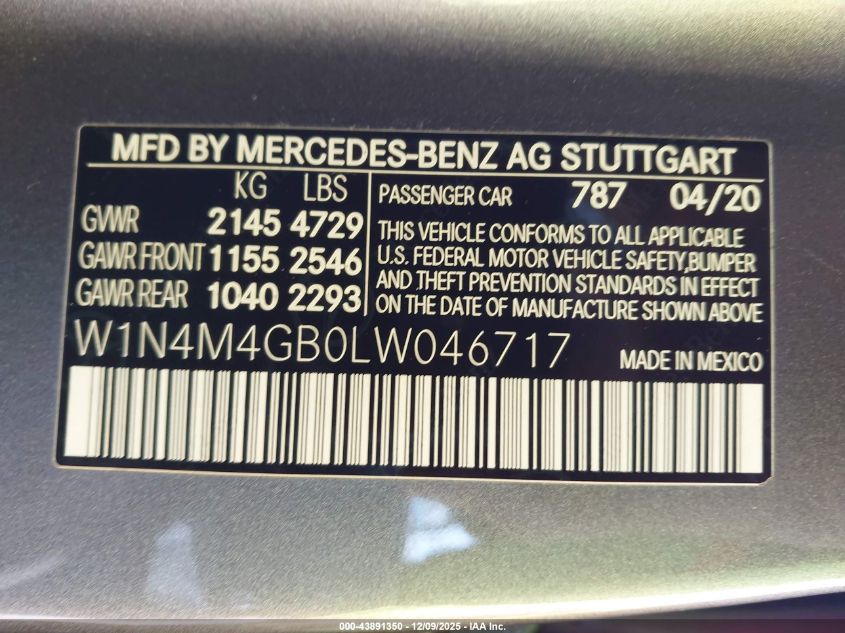 MFD BY MERCEDES-BENZ AG STUTTGART
KG LBS
GVWR 2145 4729
GAWR FRONT 1155 2546
GAWR REAR 1040 2293
PASSENGER CAR 787 04/20
THIS VEHICLE CONFORMS TO ALL APPLICABLE
U.S. FEDERAL MOTOR VEHICLE SAFETY,BUMPER
AND THEFT PREVENTION STANDARDS IN EFFECT
ON THE DATE OF MANUFACTURE SHOWN ABOVE
W1N4M4GB0LW046717
MADE IN MEXICO
000-43891350 - 12/09/2025 - IAA Inc.